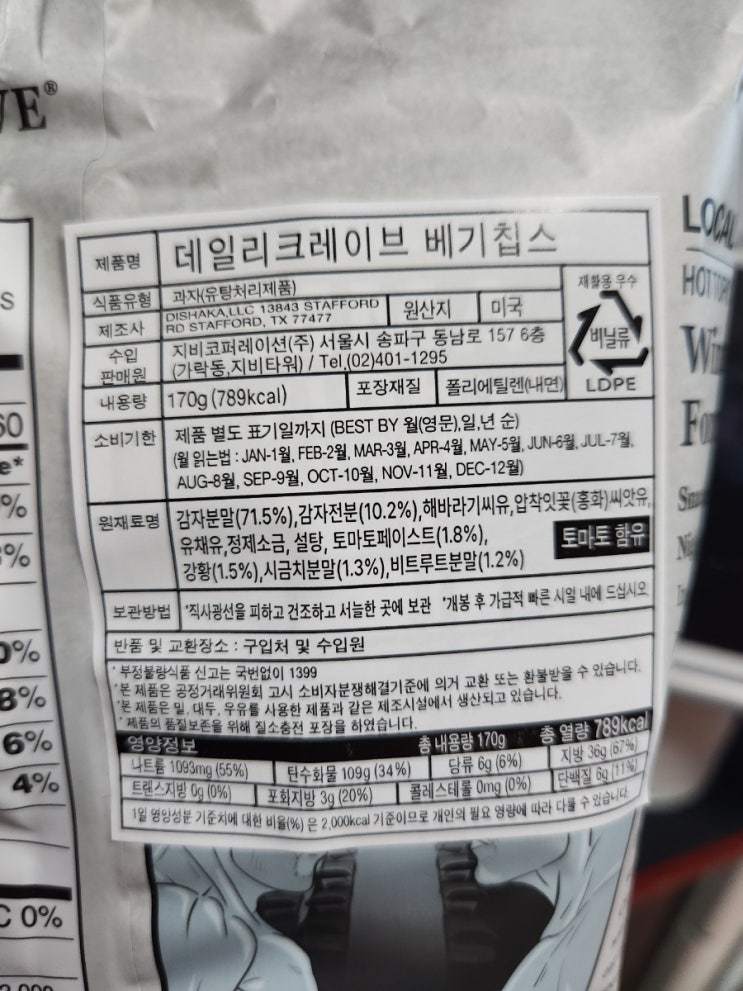 VE®
제품명 데일리크레이브 베기칩스
식품유형 과자(유탕처리제품)
제조사 DISHAKA,LLC 13843 STAFFORD
RD STAFFORD, TX 77477
원산지 미국
재활용 우수
비닐류
LDPE
수입
판매원
지비코퍼레이션(주) 서울시 송파구 동남로 157 6층
(가락동,지비타워) / Tel,(02)401-1295
내용량 170g (789kcal) 포장재질 폴리에틸렌(내면)
소비기한 제품 별도 표기일까지 (BEST BY 월(영문),일,년 순)
(월 읽는법 : JAN-1월, FEB-2월, MAR-3월, APR-4월, MAY-5월, JUN-6월, JUL-7월,
AUG-8월, SEP-9월, OCT-10월, NOV-11월, DEC-12월)
원재료명 감자분말(71.5%),감자전분(10.2%),해바라기씨유,압착잇꽃(홍화)씨앗유,
유채유,정제소금, 설탕, 토마토페이스트(1.8%),
강황(1.5%),시금치분말(1.3%),비트루트분말(1.2%)
토마토 함유
보관방법 *직사광선을 피하고 건조하고 서늘한 곳에 보관 *개봉 후 가급적 빠른 시일 내에 드십시오
반품 및 교환장소 : 구입처 및 수입원
* 부정불량식품 신고는 국번없이 1399
*본 제품은 공정거래위원회 고시 소비자분쟁해결기준에 의거 교환 또는 환불받을 수 있습니다.
*본 제품은 밀, 대두, 우유를 사용한 제품과 같은 제조시설에서 생산되고 있습니다.
* 제품의 품질보존을 위해 질소충전 포장을 하였습니다.
영양정보 총 내용량 170g 총 열량 789kcal
나트륨 1093mg (55%) 탄수화물 109g (34%) 당류 6g (6%) 지방 36g (67%)
트랜스지방 0g (0%) 포화지방 3g (20%) 콜레스테롤 0mg (0%) 단백질 6g (11%)
1일 영양성분 기준치에 대한 비율(%) 은 2,000kcal 기준이므로 개인의 필요 영양에 따라 다를 수 있습니다.
S
60
e*
%
%
0%
8%
6%
4%
C 0%
LOCAL